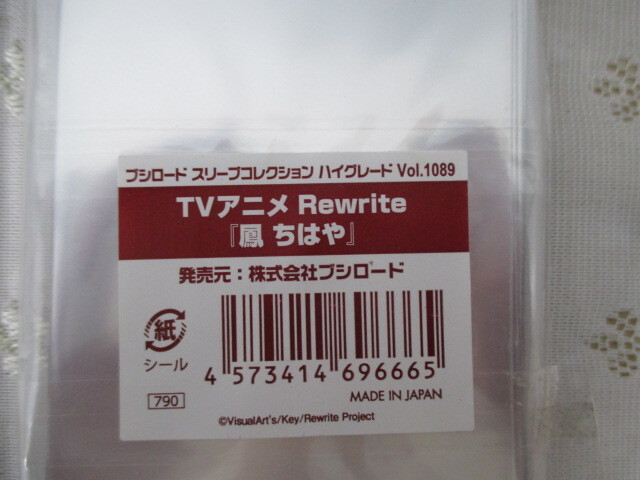 ブシロード スリーブコレクション ハイグレード Vol.1089
TVアニメ Rewrite
『鳳 ちはや』
発売元：株式会社ブシロード
紙
シール
4 573414 696665
790
MADE IN JAPAN
©VisualArt's/Key/Rewrite Project